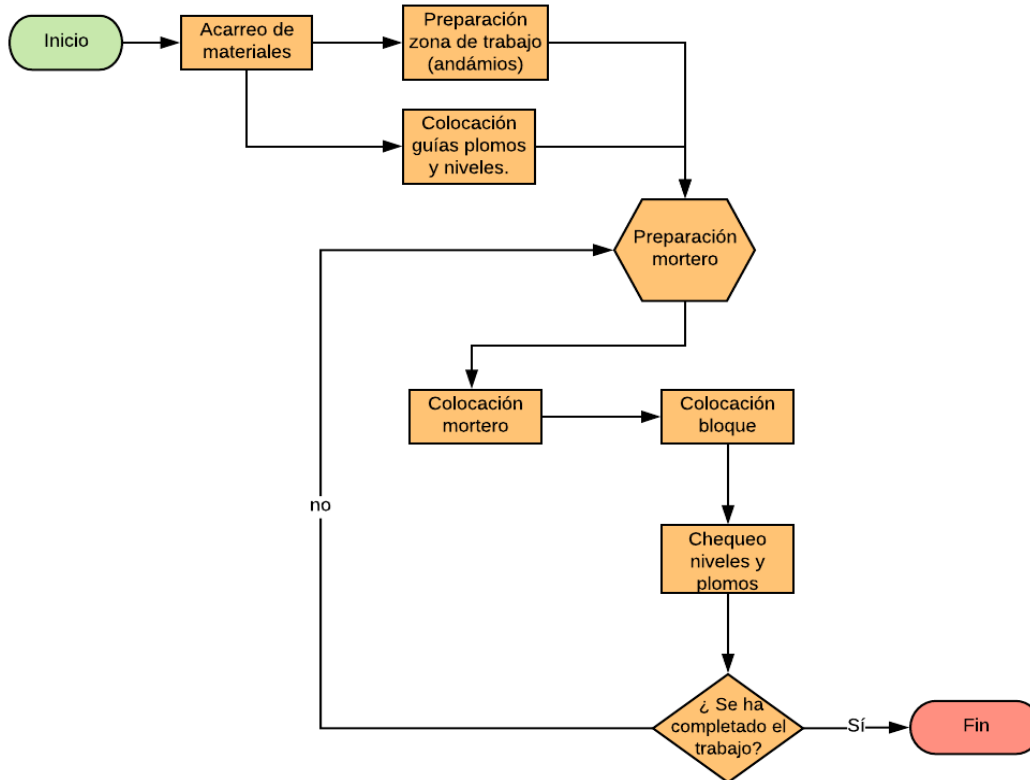 Inicio
Acarreo de
materiales
Preparación
zona de trabajo
(andámios)
Colocación
guías plomos
y niveles.
Preparación
mortero
Colocación
mortero
Colocación
bloque
no
Chequeo
niveles y
plomos
¿ Se ha
completado el
trabajo?
Sí
Fin